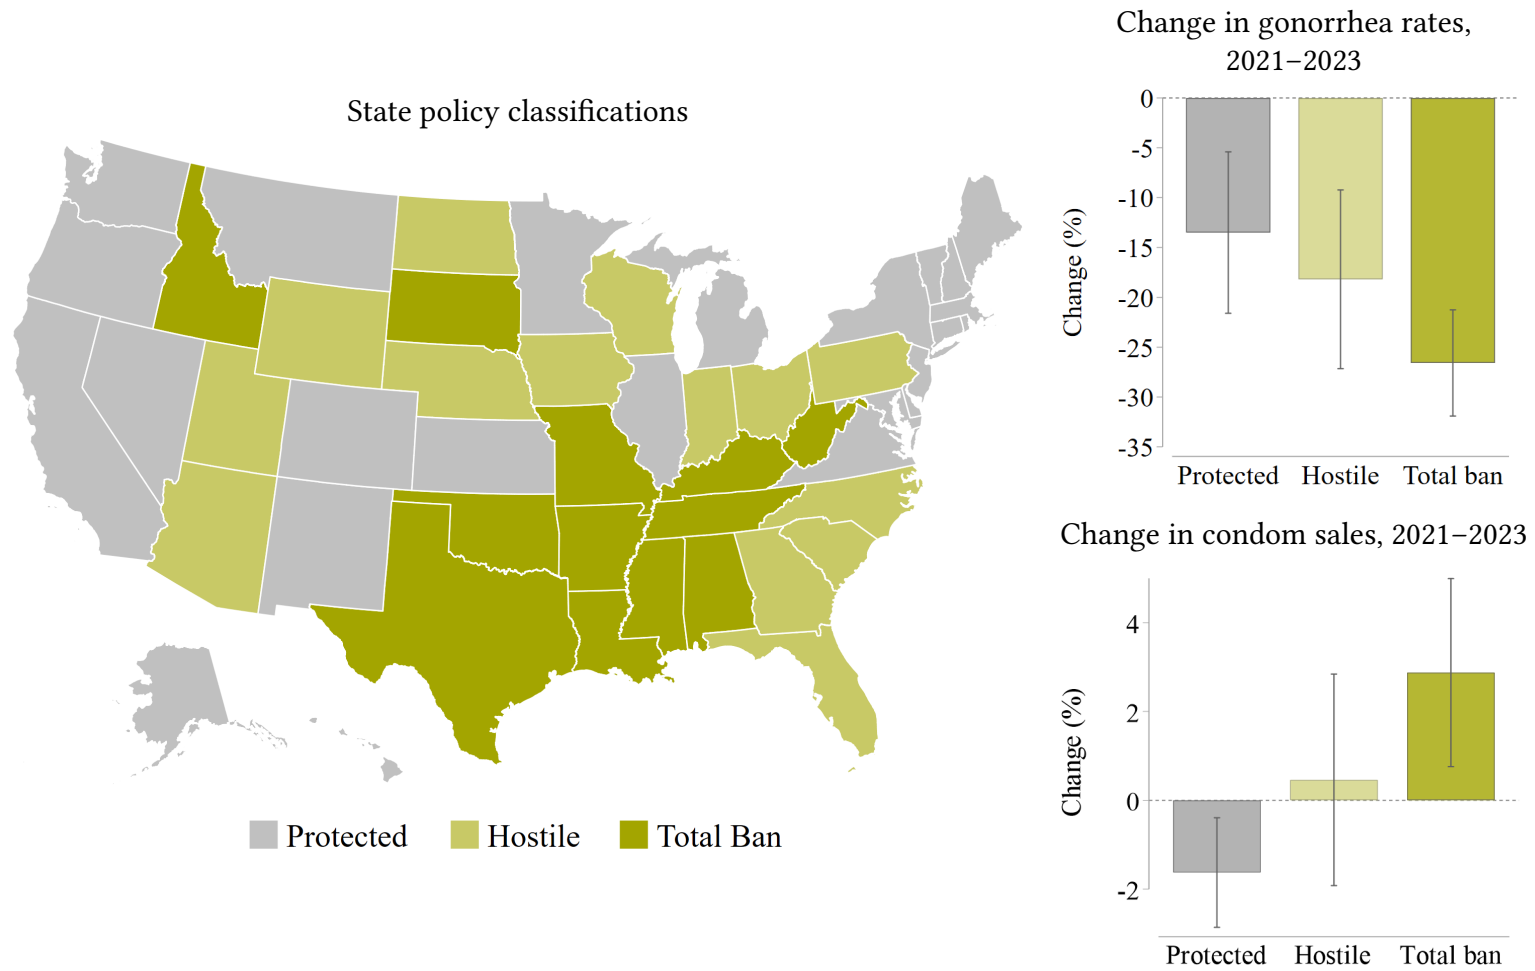 State policy classifications
Protected
Hostile
Total Ban
Change in gonorrhea rates,
2021–2023
Change (%)
0
-5
-10
-15
-20
-25
-30
-35
Protected Hostile Total ban
Change in condom sales, 2021–2023
Change (%)
4
2
0
-2
Protected Hostile Total ban